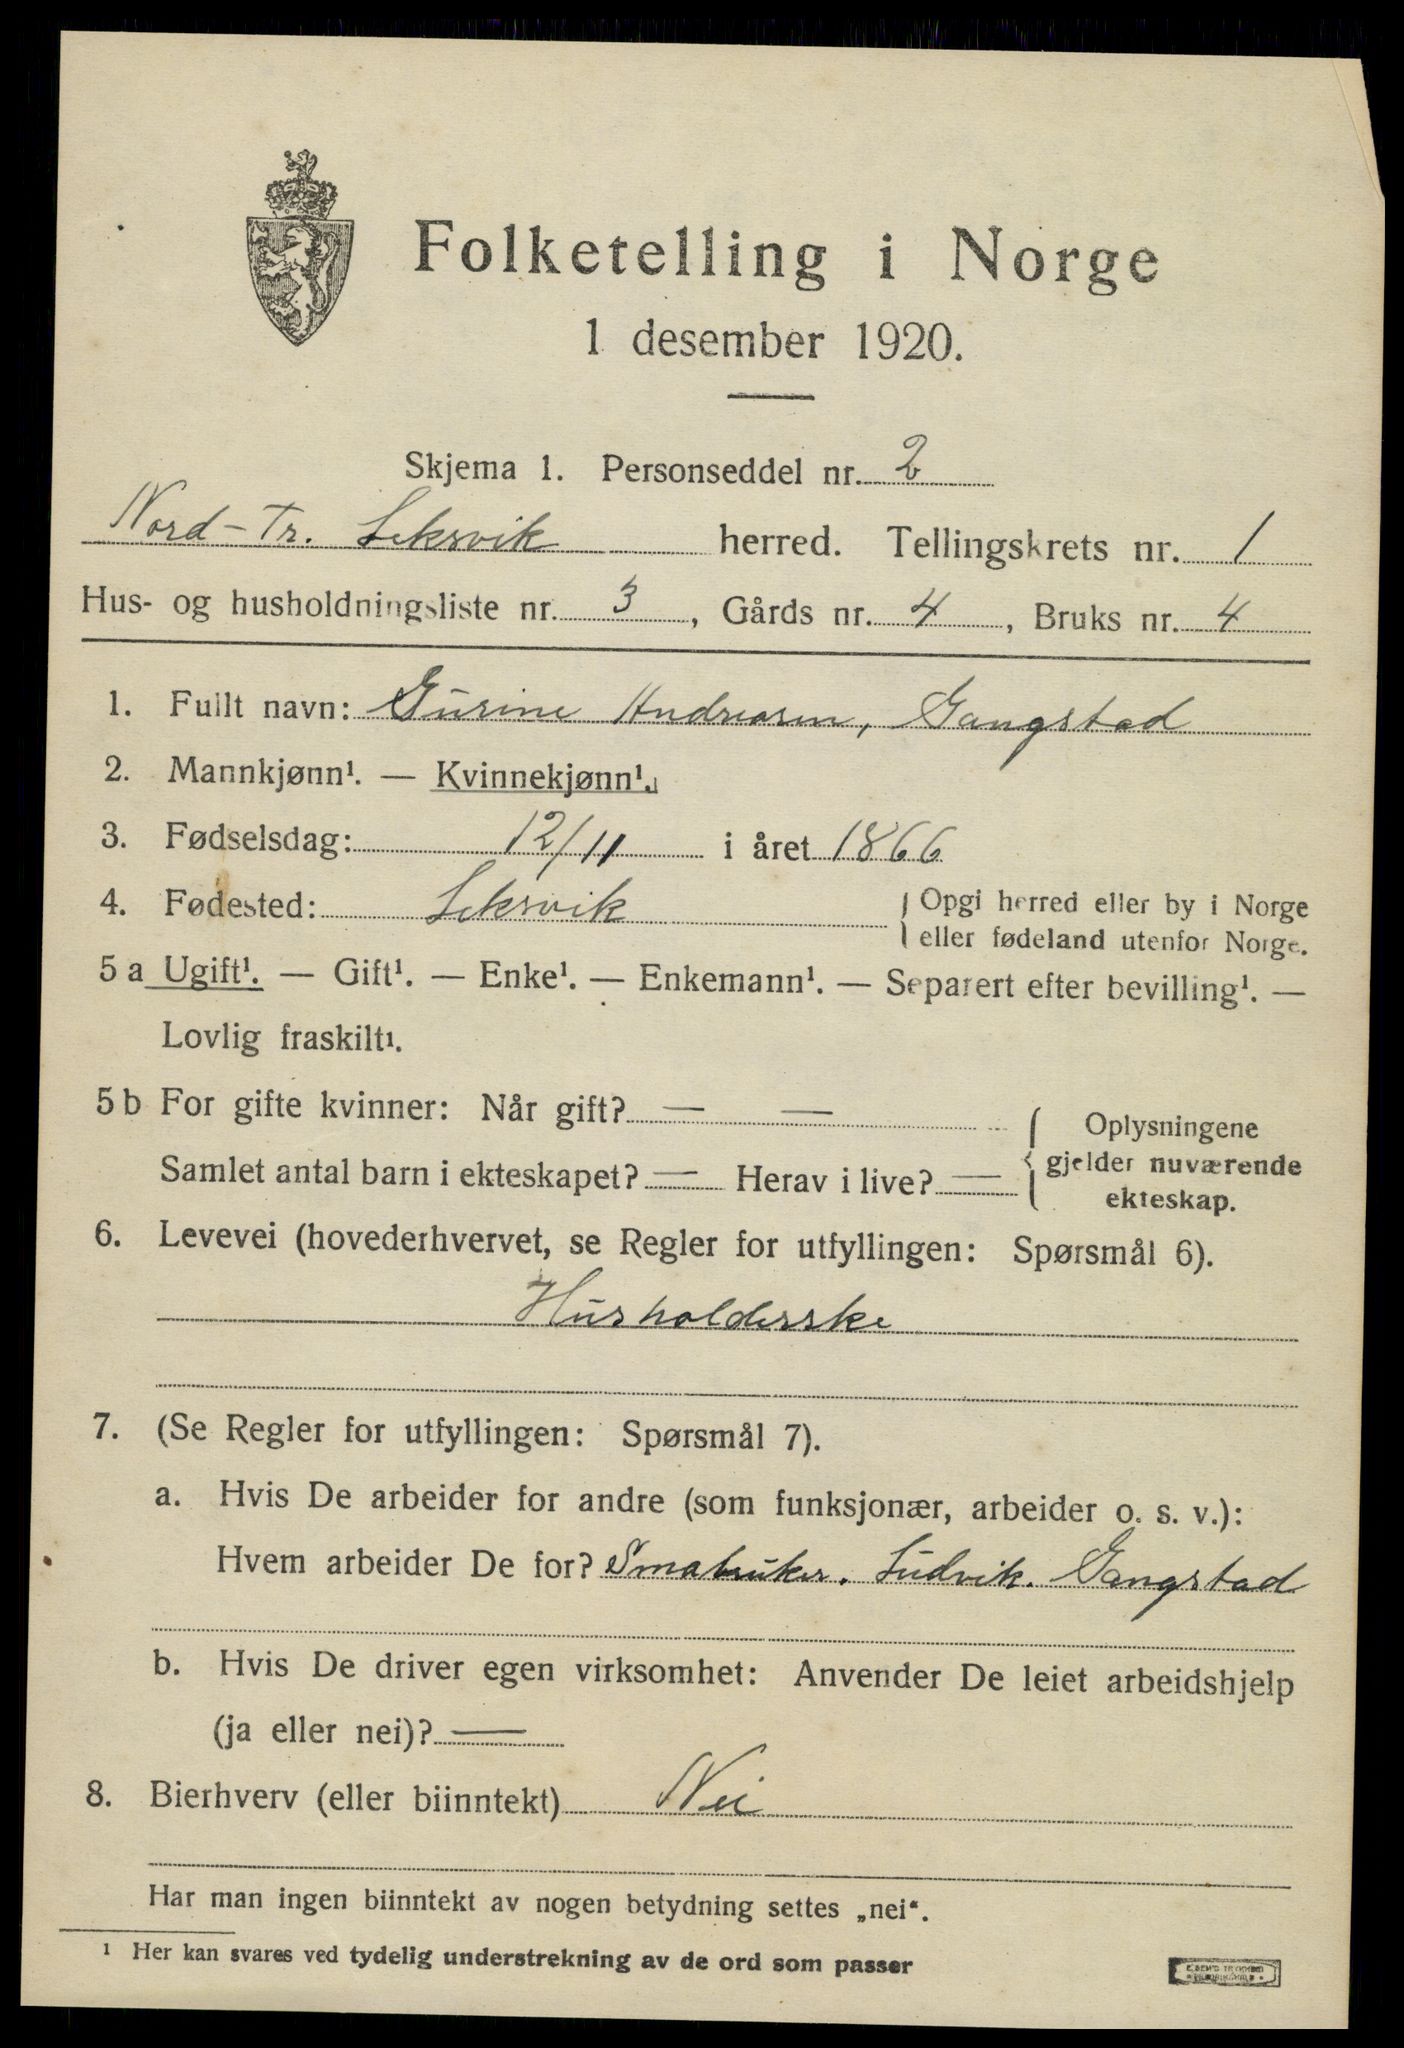 Folketelling i Norge
1 desember 1920.
Skjema 1. Personseddel nr. 2
Nord-Tr. Leksvik herred. Tellingskrets nr. 1
Hus- og husholdningsliste nr. 3, Gårds nr. 4, Bruks nr. 4
1. Fullt navn: Gurine Andreasen, Gangstad
2. Mannkjønn¹. — Kvinnekjønn¹.
3. Fødselsdag: 12/11 i året 1866
4. Fødested: Leksvik { Opgi herred eller by i Norge
eller fødeland utenfor Norge.
5 a Ugift¹. — Gift¹. — Enke¹. — Enkemann¹. — Separert efter bevilling¹. —
Lovlig fraskilt¹.
5 b For gifte kvinner: Når gift? — —
Samlet antal barn i ekteskapet? — Herav i live? —
{ Oplysningene
gjelder nuværende
ekteskap.
6. Levevei (hovederhvervet, se Regler for utfyllingen: Spørsmål 6).
Husholderske
7. (Se Regler for utfyllingen: Spørsmål 7).
a. Hvis De arbeider for andre (som funksjonær, arbeider o. s. v.):
Hvem arbeider De for? Smabruker. Ludvik. Gangstad
b. Hvis De driver egen virksomhet: Anvender De leiet arbeidshjelp
(ja eller nei)? —
8. Bierhverv (eller biinntekt) Nei
Har man ingen biinntekt av nogen betydning settes „nei“.
¹ Her kan svares ved tydelig understrekning av de ord som passer